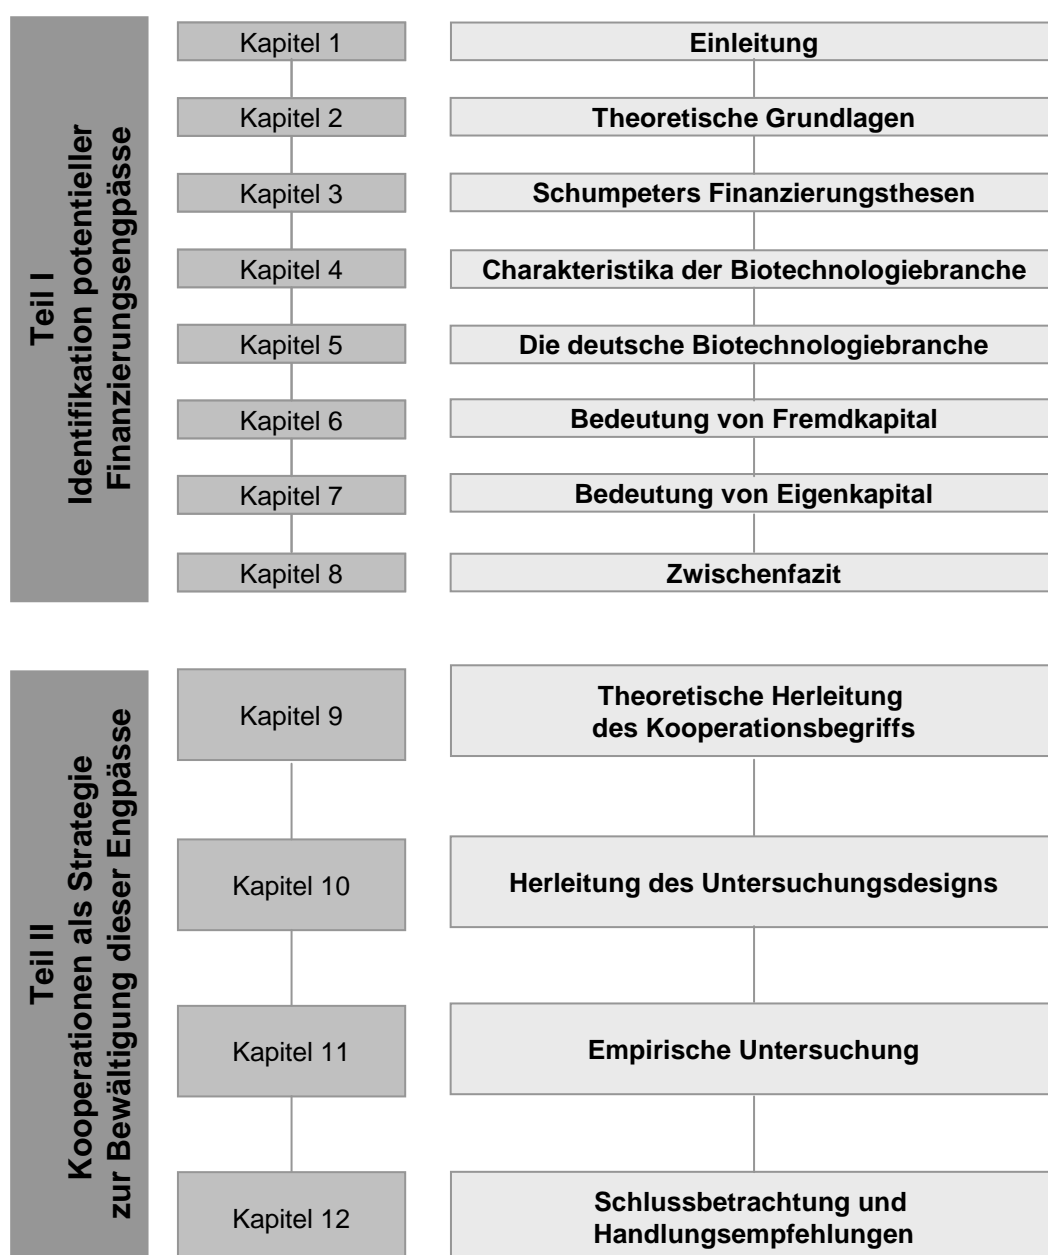 Teil I
Identifikation potentieller
Finanzierungsengpässe
Kapitel 1
Einleitung
Kapitel 2
Theoretische Grundlagen
Kapitel 3
Schumpeters Finanzierungsthesen
Kapitel 4
Charakteristika der Biotechnologiebranche
Kapitel 5
Die deutsche Biotechnologiebranche
Kapitel 6
Bedeutung von Fremdkapital
Kapitel 7
Bedeutung von Eigenkapital
Kapitel 8
Zwischenfazit
Teil II
Kooperationen als Strategie
zur Bewältigung dieser Engpässe
Kapitel 9
Theoretische Herleitung
des Kooperationsbegriffs
Kapitel 10
Herleitung des Untersuchungsdesigns
Kapitel 11
Empirische Untersuchung
Kapitel 12
Schlussbetrachtung und
Handlungsempfehlungen